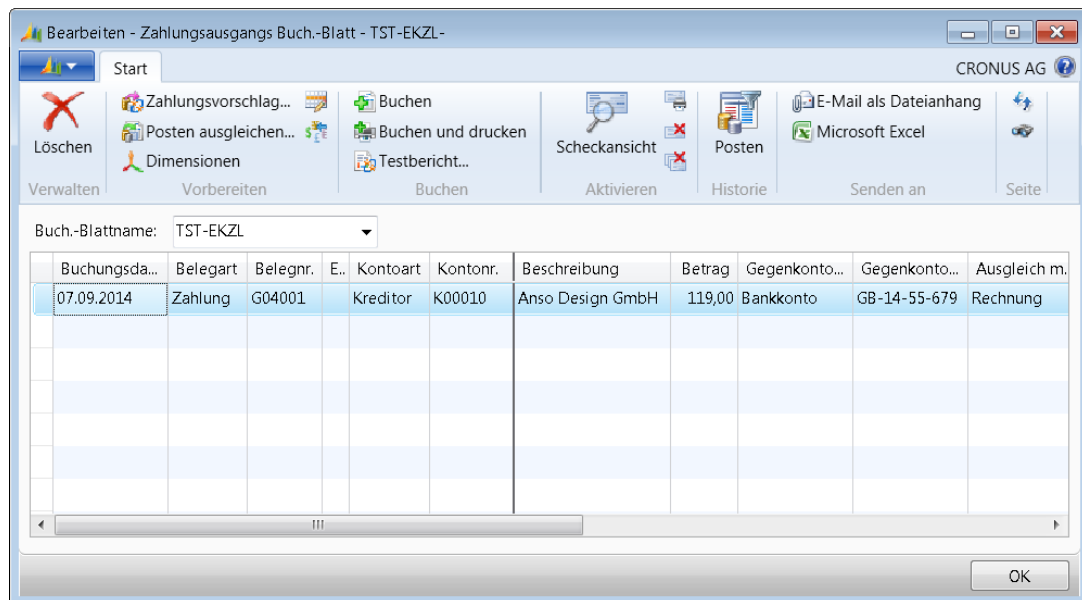 Bearbeiten - Zahlungsausgangs Buch.-Blatt - TST-EKZL-
Start
CRONUS AG
Löschen
Verwalten
Zahlungsvorschlag...
Posten ausgleichen...
Dimensionen
Vorbereiten
Buchen
Buchen und drucken
Testbericht...
Buchen
Scheckansicht
Aktivieren
Posten
Historie
E-Mail als Dateianhang
Microsoft Excel
Senden an
Seite
Buch.-Blattname: TST-EKZL
Buchungsda... Belegart Belegnr. E.. Kontoart Kontonr. Beschreibung Betrag Gegenkonto... Gegenkonto... Ausgleich m.
07.09.2014 Zahlung G04001 Kreditor K00010 Anso Design GmbH 119,00 Bankkonto GB-14-55-679 Rechnung
OK